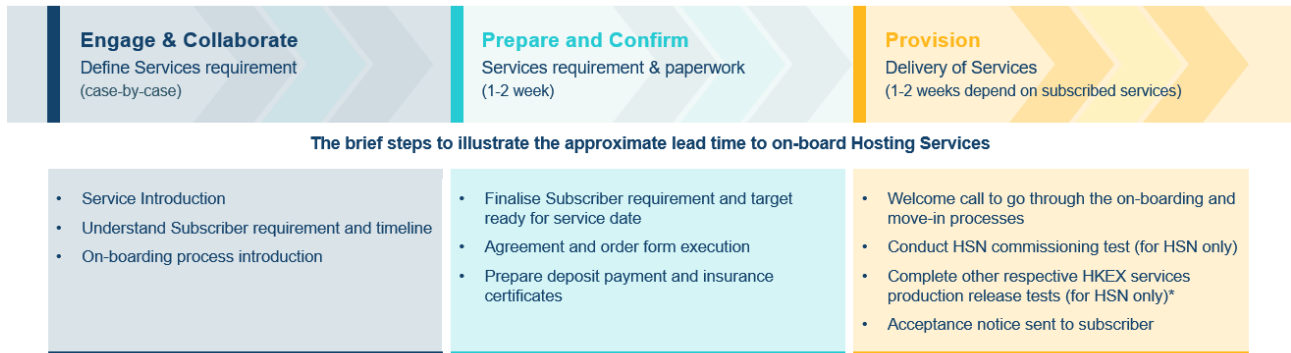 Engage & Collaborate
Define Services requirement
(case-by-case)
Prepare and Confirm
Services requirement & paperwork
(1-2 week)
Provision
Delivery of Services
(1-2 weeks depend on subscribed services)
The brief steps to illustrate the approximate lead time to on-board Hosting Services
• Service Introduction
• Understand Subscriber requirement and timeline
• On-boarding process introduction
• Finalise Subscriber requirement and target
ready for service date
• Agreement and order form execution
• Prepare deposit payment and insurance
certificates
• Welcome call to go through the on-boarding and
move-in processes
• Conduct HSN commissioning test (for HSN only)
• Complete other respective HKEX services
production release tests (for HSN only)*
• Acceptance notice sent to subscriber